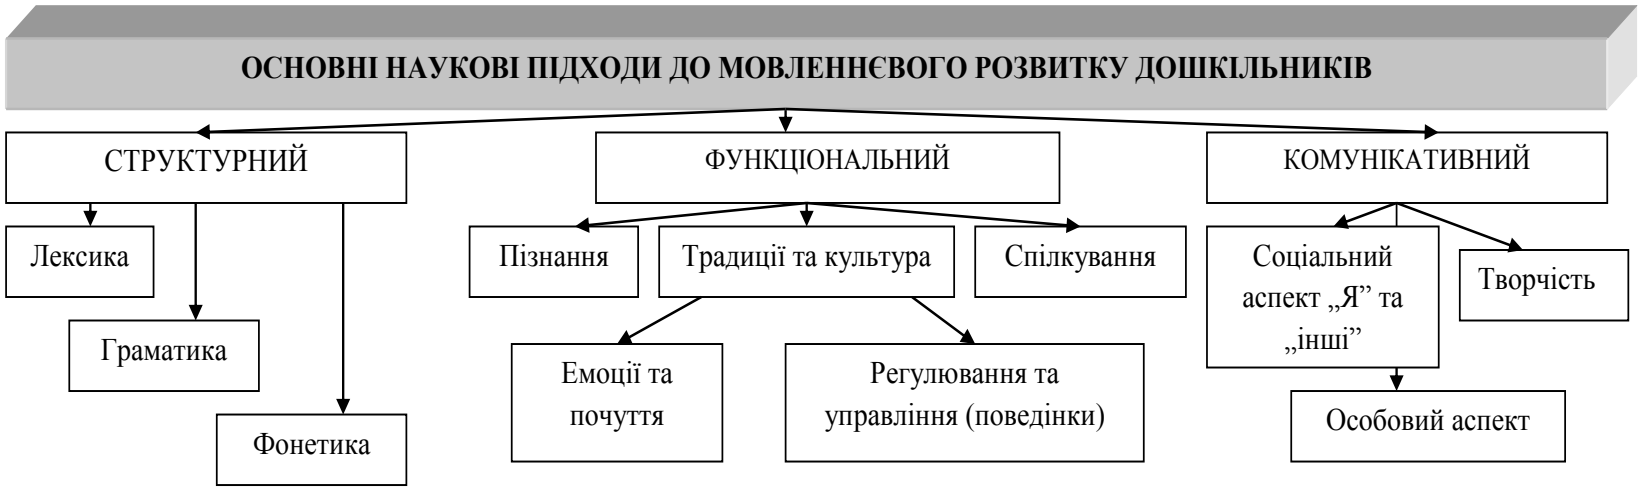 ОСНОВНІ НАУКОВІ ПІДХОДИ ДО МОВЛЕННЄВОГО РОЗВИТКУ ДОШКІЛЬНИКІВ
СТРУКТУРНИЙ
Лексика
Граматика
Фонетика
ФУНКЦІОНАЛЬНИЙ
Пізнання
Традиції та культура
Спілкування
Емоції та
почуття
Регулювання та
управління (поведінки)
КОМУНІКАТИВНИЙ
Соціальний
аспект „Я” та
„інші”
Творчість
Особовий аспект